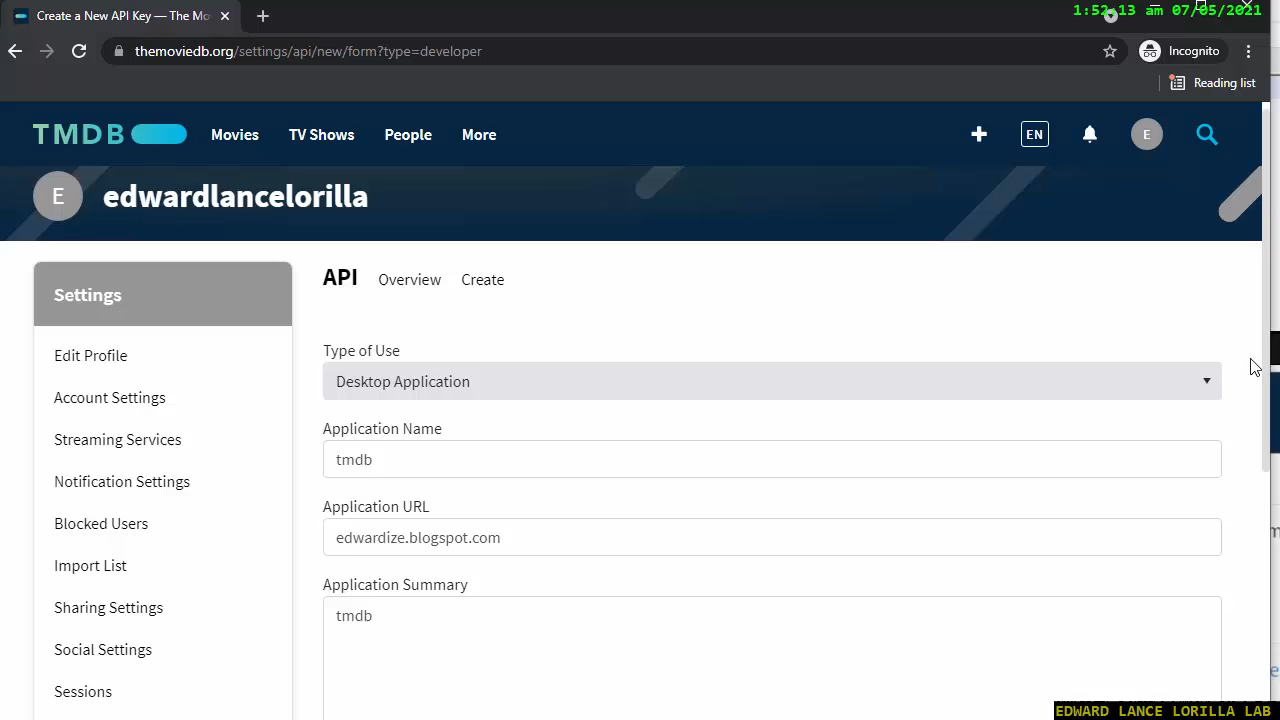 Create a New API Key — The Mo
1:52:13 am 07/05/2021
themoviedb.org/settings/api/new/form?type=developer
Incognito
Reading list
TMDB
Movies TV Shows People More
EN
E
E edwardlancelorilla
Settings
Edit Profile
Account Settings
Streaming Services
Notification Settings
Blocked Users
Import List
Sharing Settings
Social Settings
Sessions
API Overview Create
Type of Use
Desktop Application
Application Name
tmdb
Application URL
edwardize.blogspot.com
Application Summary
tmdb
EDWARD LANCE LORILLA LAB